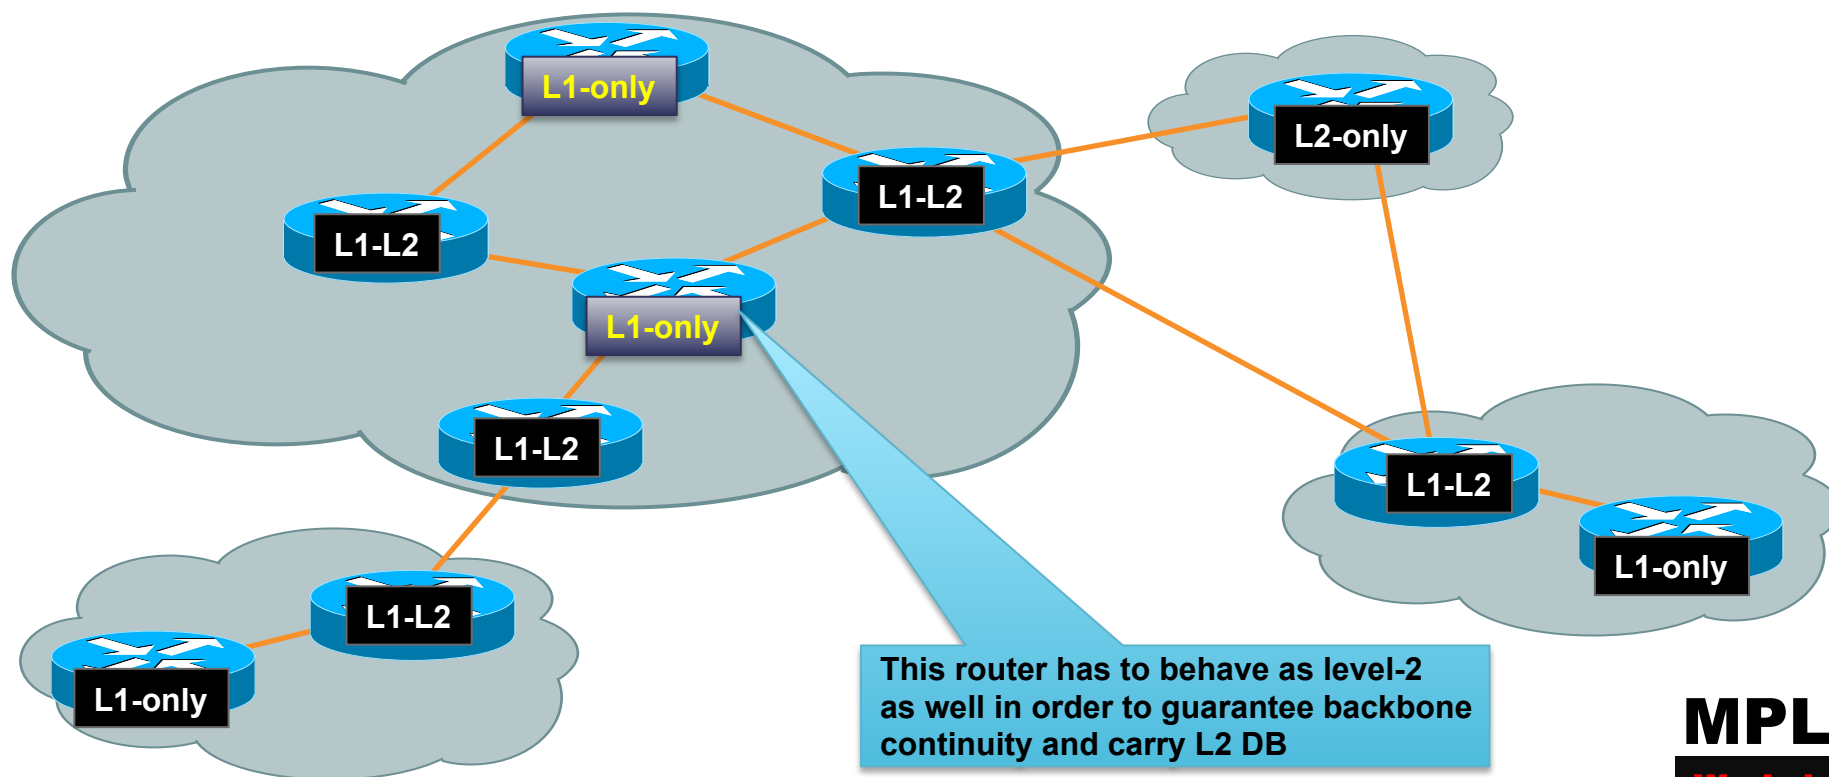 L1-only
L2-only
L1-L2
L1-L2
L1-only
L1-L2
L1-L2
L1-only
L1-L2
L1-only
This router has to behave as level-2
as well in order to guarantee backbone
continuity and carry L2 DB
MPL